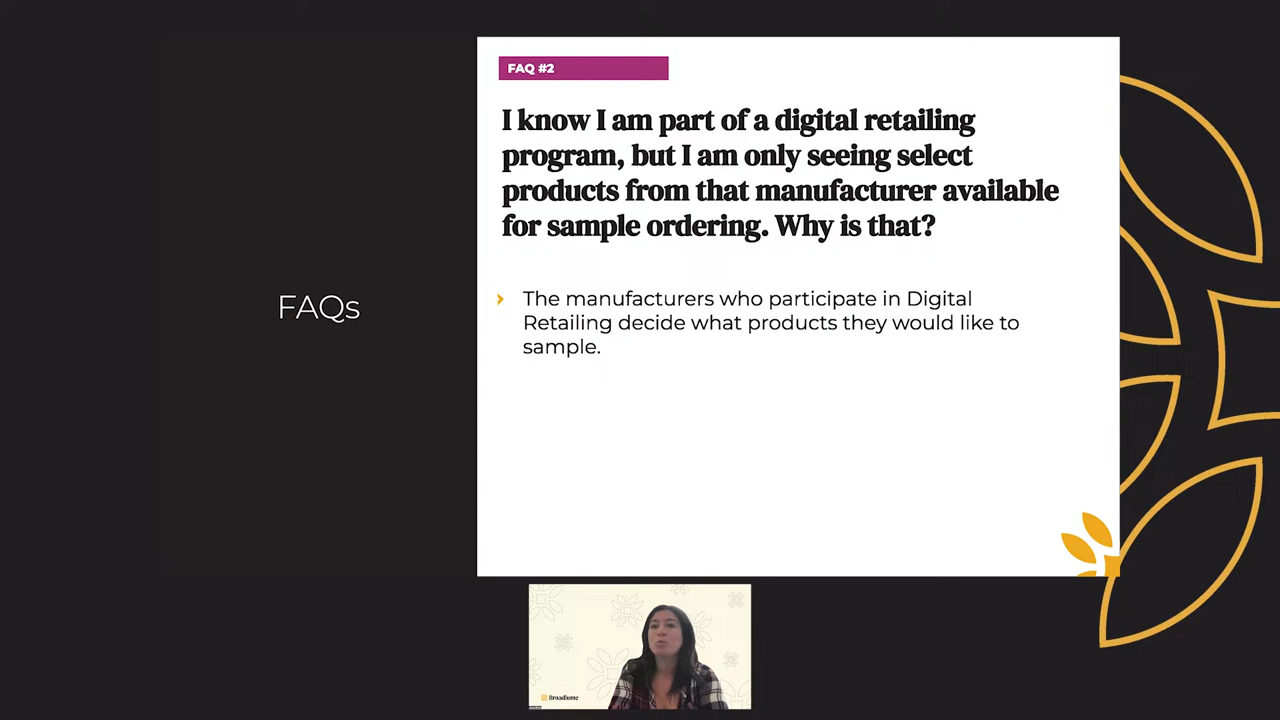 FAQ #2
I know I am part of a digital retailing
program, but I am only seeing select
products from that manufacturer available
for sample ordering. Why is that?
FAQs
The manufacturers who participate in Digital
Retailing decide what products they would like to
sample.
Broadlume